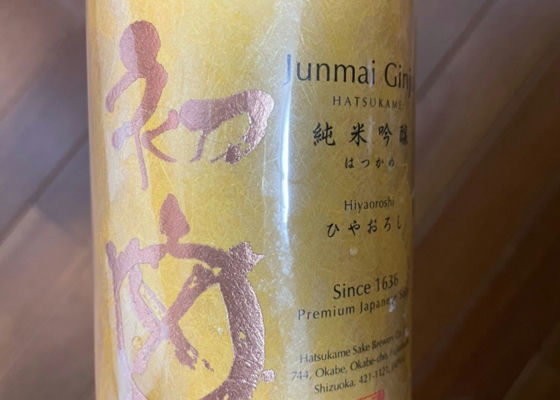 初亀
Junmai Ginj
HATSUKAME
純米吟醸
はつかめ
Hiyaoroshi
ひやおろし
Since 1636
Premium Japanese
Hatsukame Sake Brewery
744, Okabe, Okabe-cho,
Shizuoka, 421-1121,